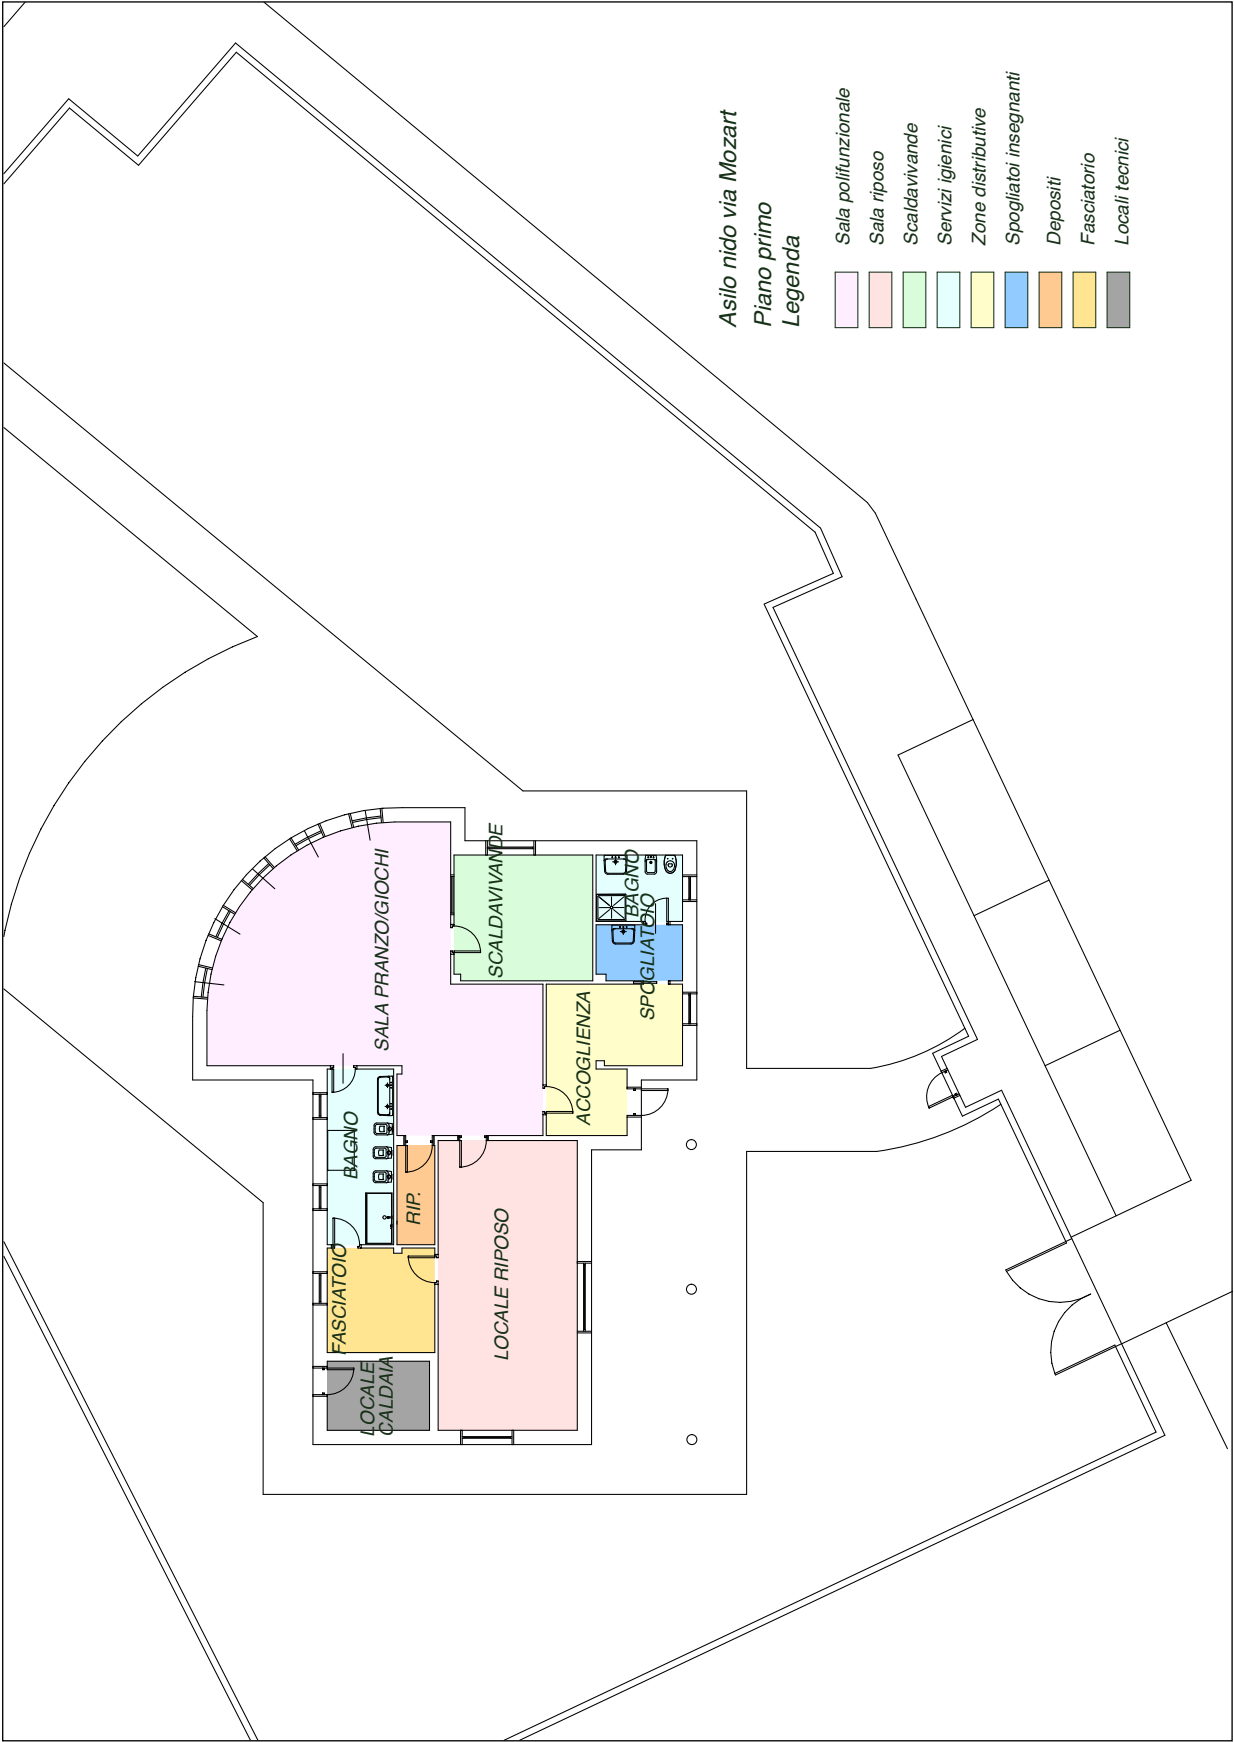 Asilo nido via Mozart
Piano primo
Legenda
Sala polifunzionale
Sala riposo
Scaldavivande
Servizi igienici
Zone distributive
Spogliatoi insegnanti
Depositi
Fasciatorio
Locali tecnici
SALA PRANZO/GIOCHI
SCALDAVIVANDE
BAGNO
SPOGLIATOIO
ACCOGLIENZA
BAGNO
RIP.
FASCIATOIO
LOCALE RIPOSO
LOCALE
CALDAIA